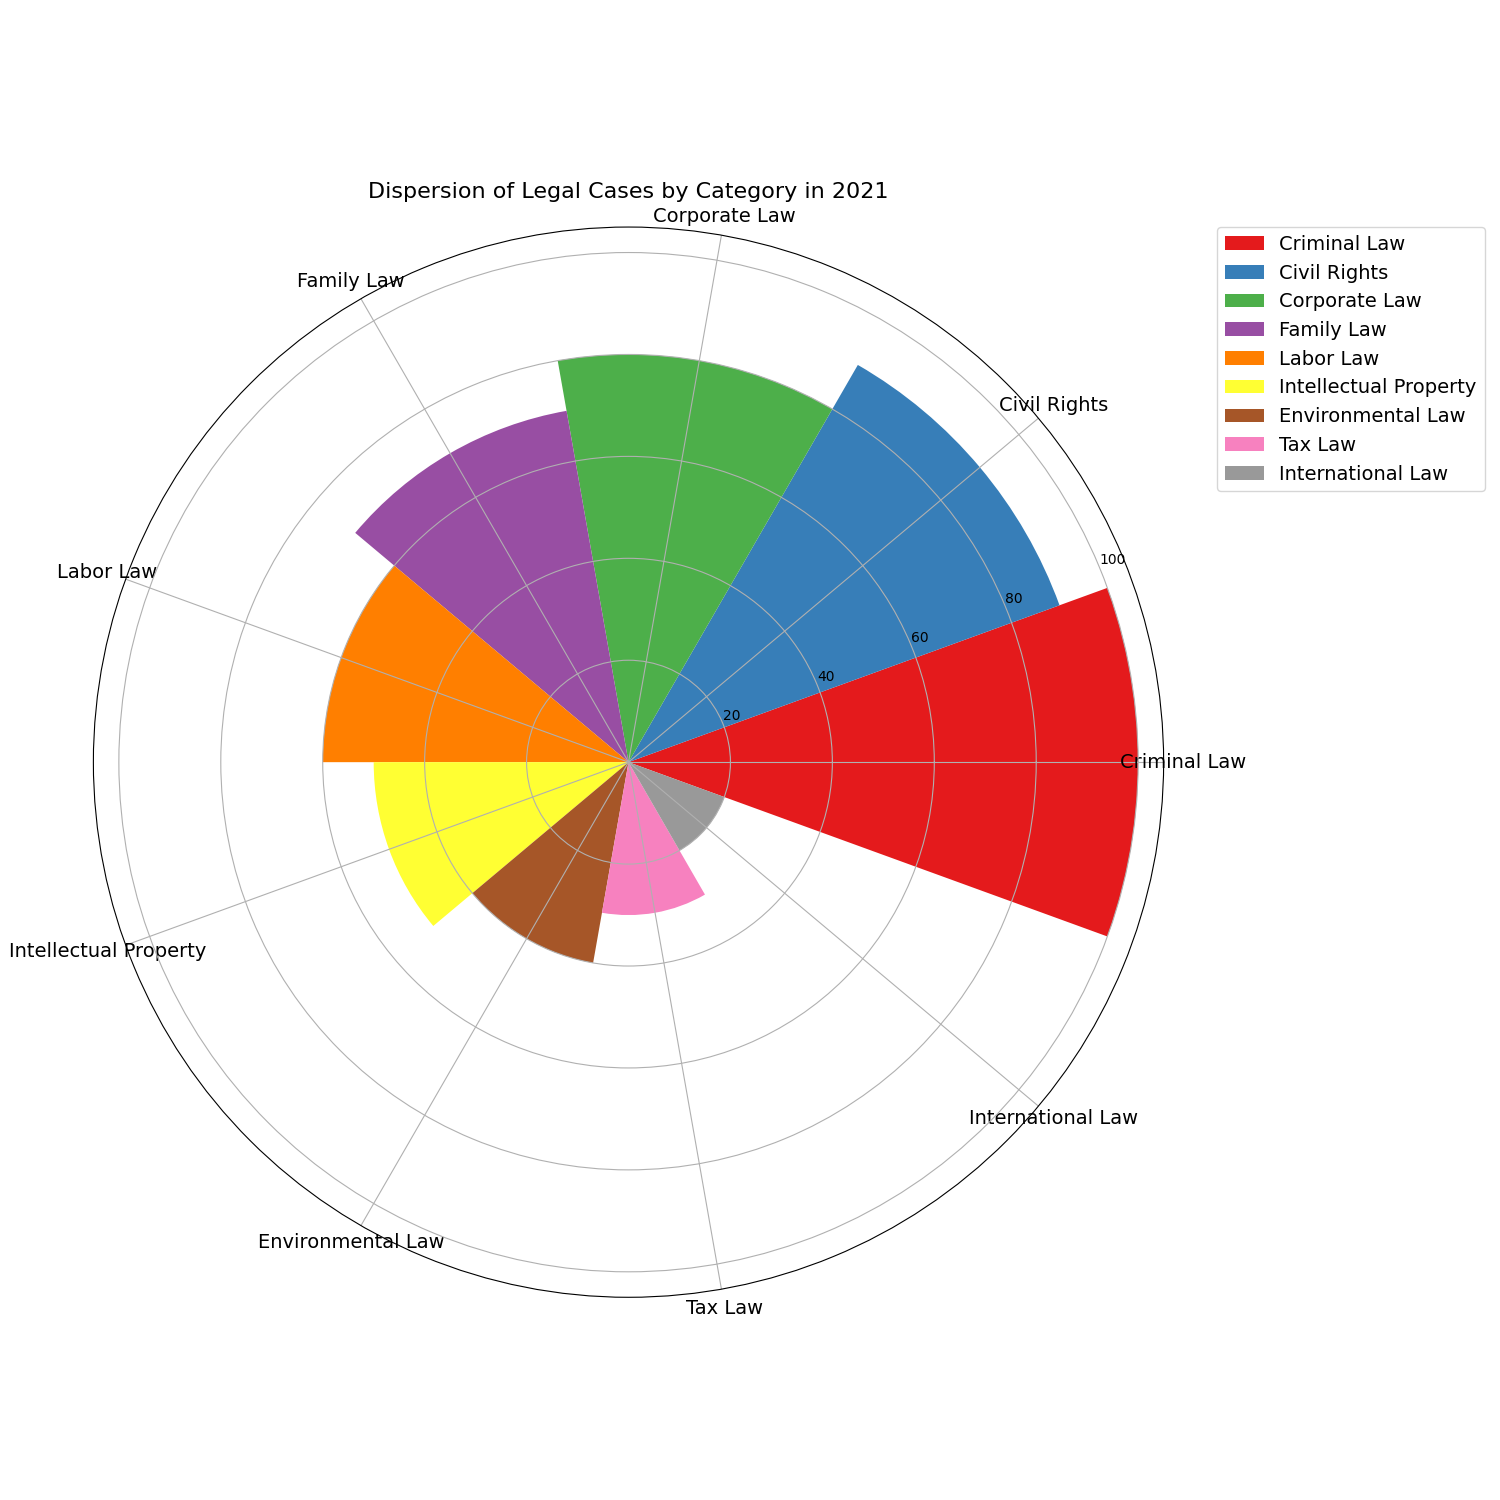 Dispersion of Legal Cases by Category in 2021
Corporate Law
Family Law
Civil Rights
Labor Law
Criminal Law
Intellectual Property
International Law
Environmental Law
Tax Law
100
80
60
40
20
Criminal Law
Civil Rights
Corporate Law
Family Law
Labor Law
Intellectual Property
Environmental Law
Tax Law
International Law